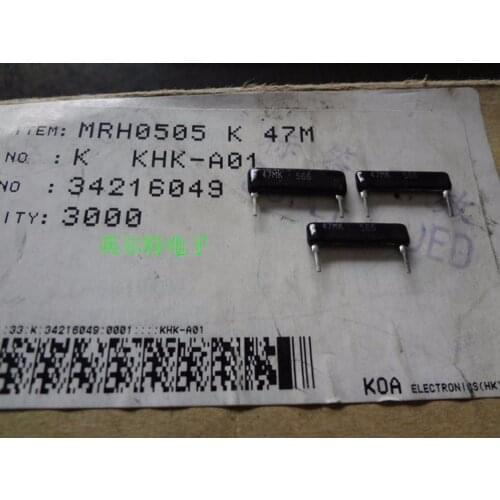 ITEM: MRH0505 K 47M
NO : K KHK-A01
NO : 34216049
ITY: 3000
47MK 566
47MK 566
47MK 566
:33:K:34216049:0001::::KHK-A01
KOA ELECTRONICS(HK)